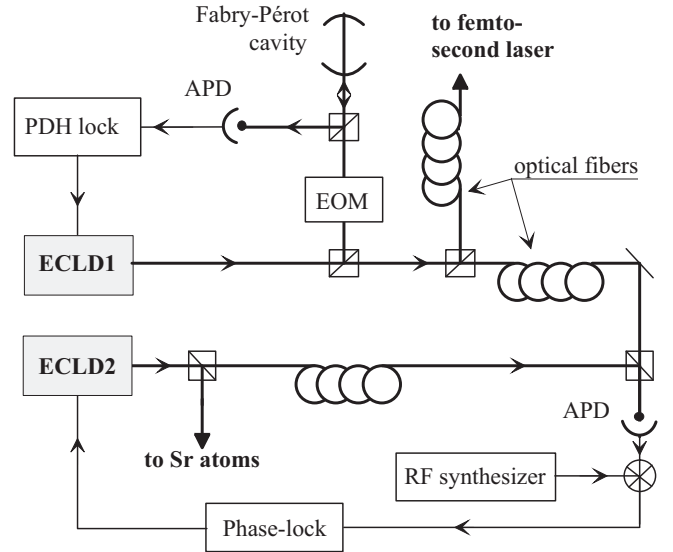 Fabry-Pérot
cavity
to femto-
second laser
APD
PDH lock
optical fibers
EOM
ECLD1
ECLD2
APD
to Sr atoms
RF synthesizer
Phase-lock